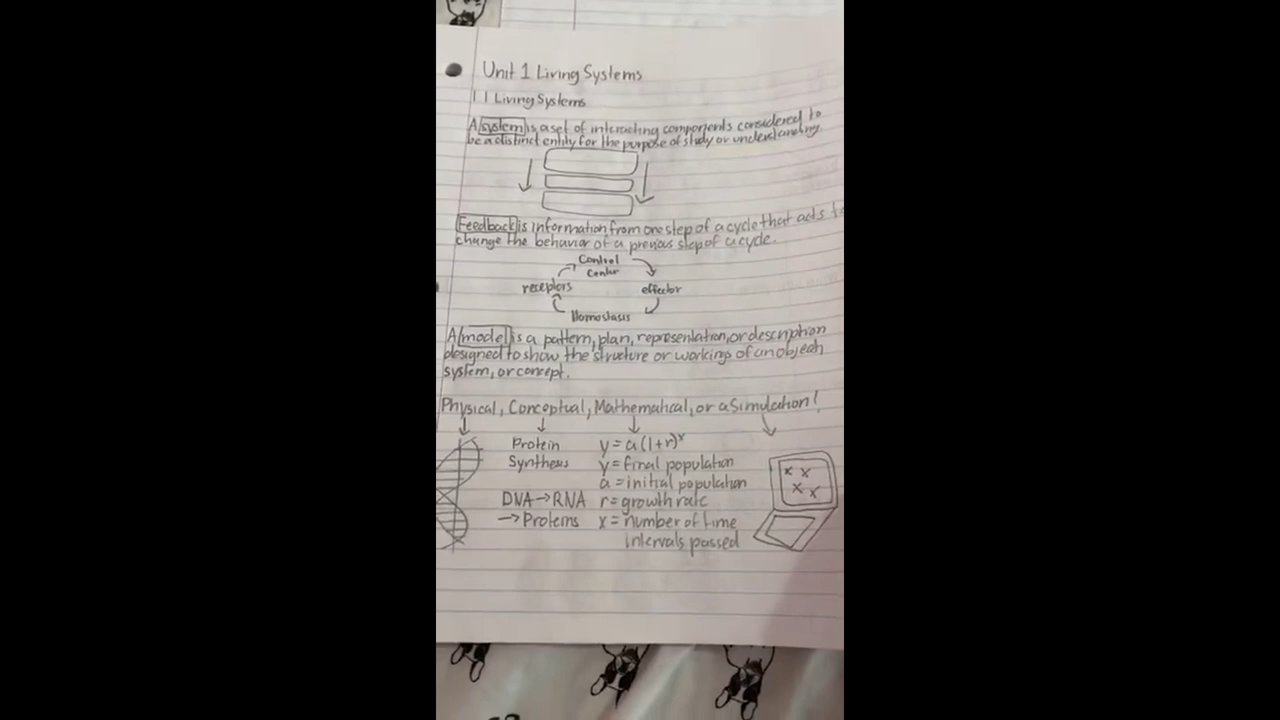 Unit 1 Living Systems
1 1 Living Systems
A system is a set of interacting components considered to
be a distinct entity for the purpose of study or understanding.
Feedback is information from one step of a cycle that acts to
change the behavior of a previous step of a cycle.
Control
Center
receptors effector
Homostasis
A model is a pattern, plan, representation, or description
designed to show the structure or workings of an object,
system, or concept.
Physical, Conceptual, Mathematical, or a Simulation!
Protein y=a(1+r)ˣ
Synthesis y=final population
a=initial population
DNA→RNA r=growth rate
→Proteins x=number of time
intervals passed